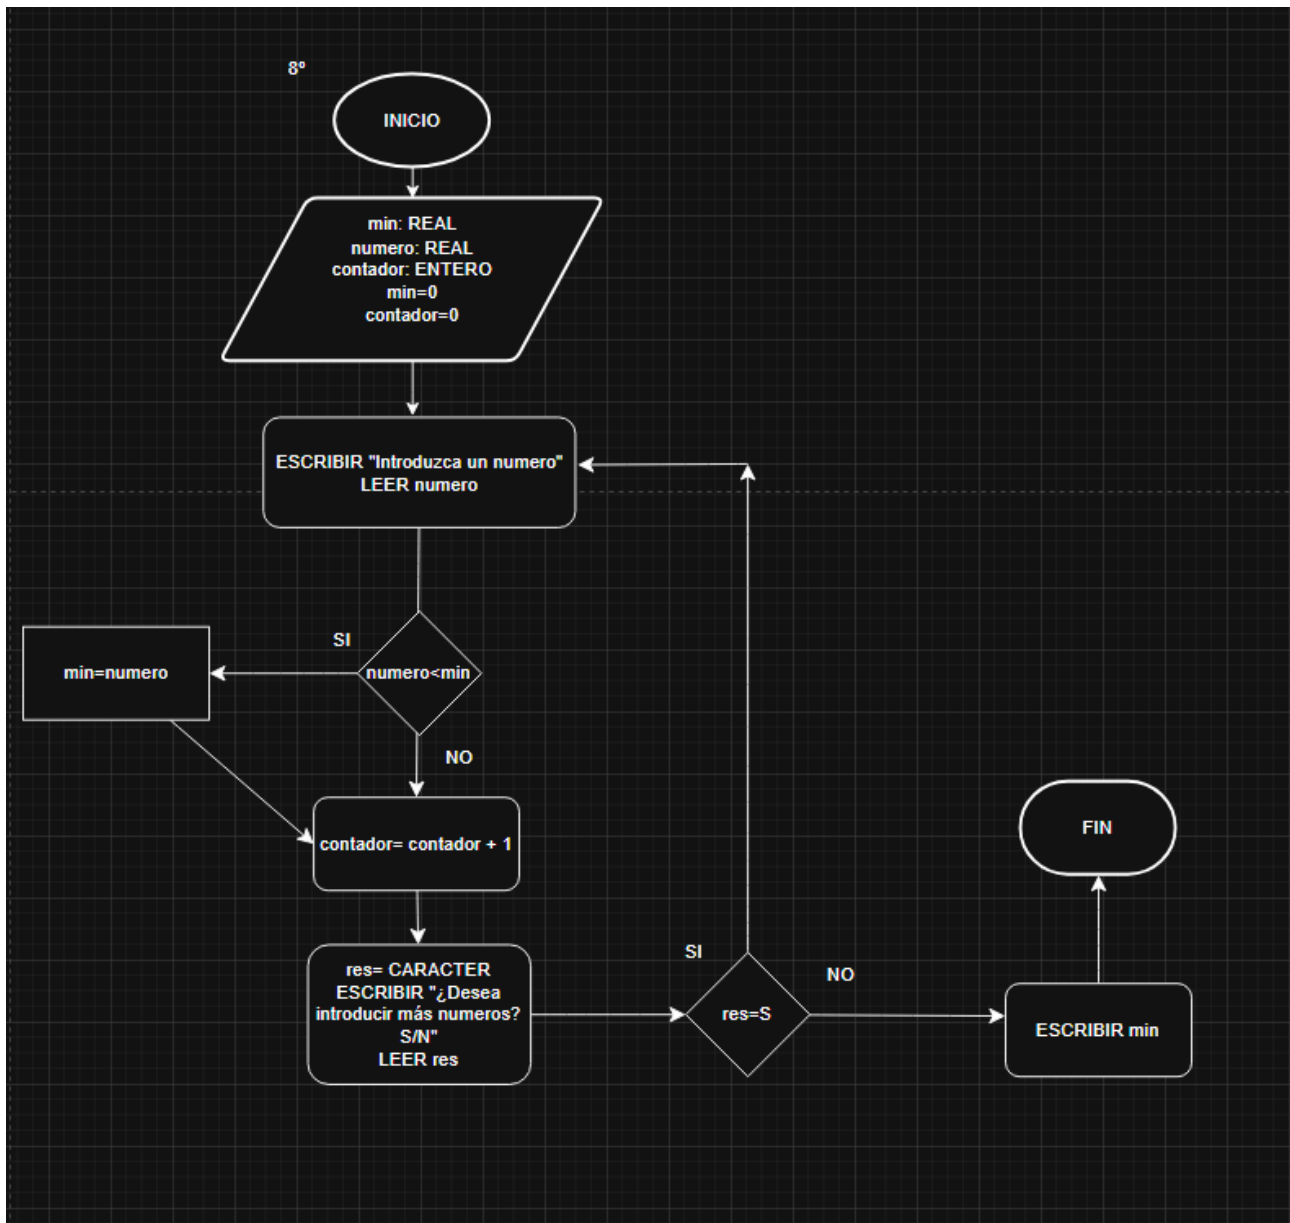 8º
INICIO
min: REAL
numero: REAL
contador: ENTERO
min=0
contador=0
ESCRIBIR "Introduzca un numero"
LEER numero
SI
numero<min
min=numero
NO
contador= contador + 1
res= CARACTER
ESCRIBIR "¿Desea
introducir más numeros?
S/N"
LEER res
SI
res=S
NO
ESCRIBIR min
FIN